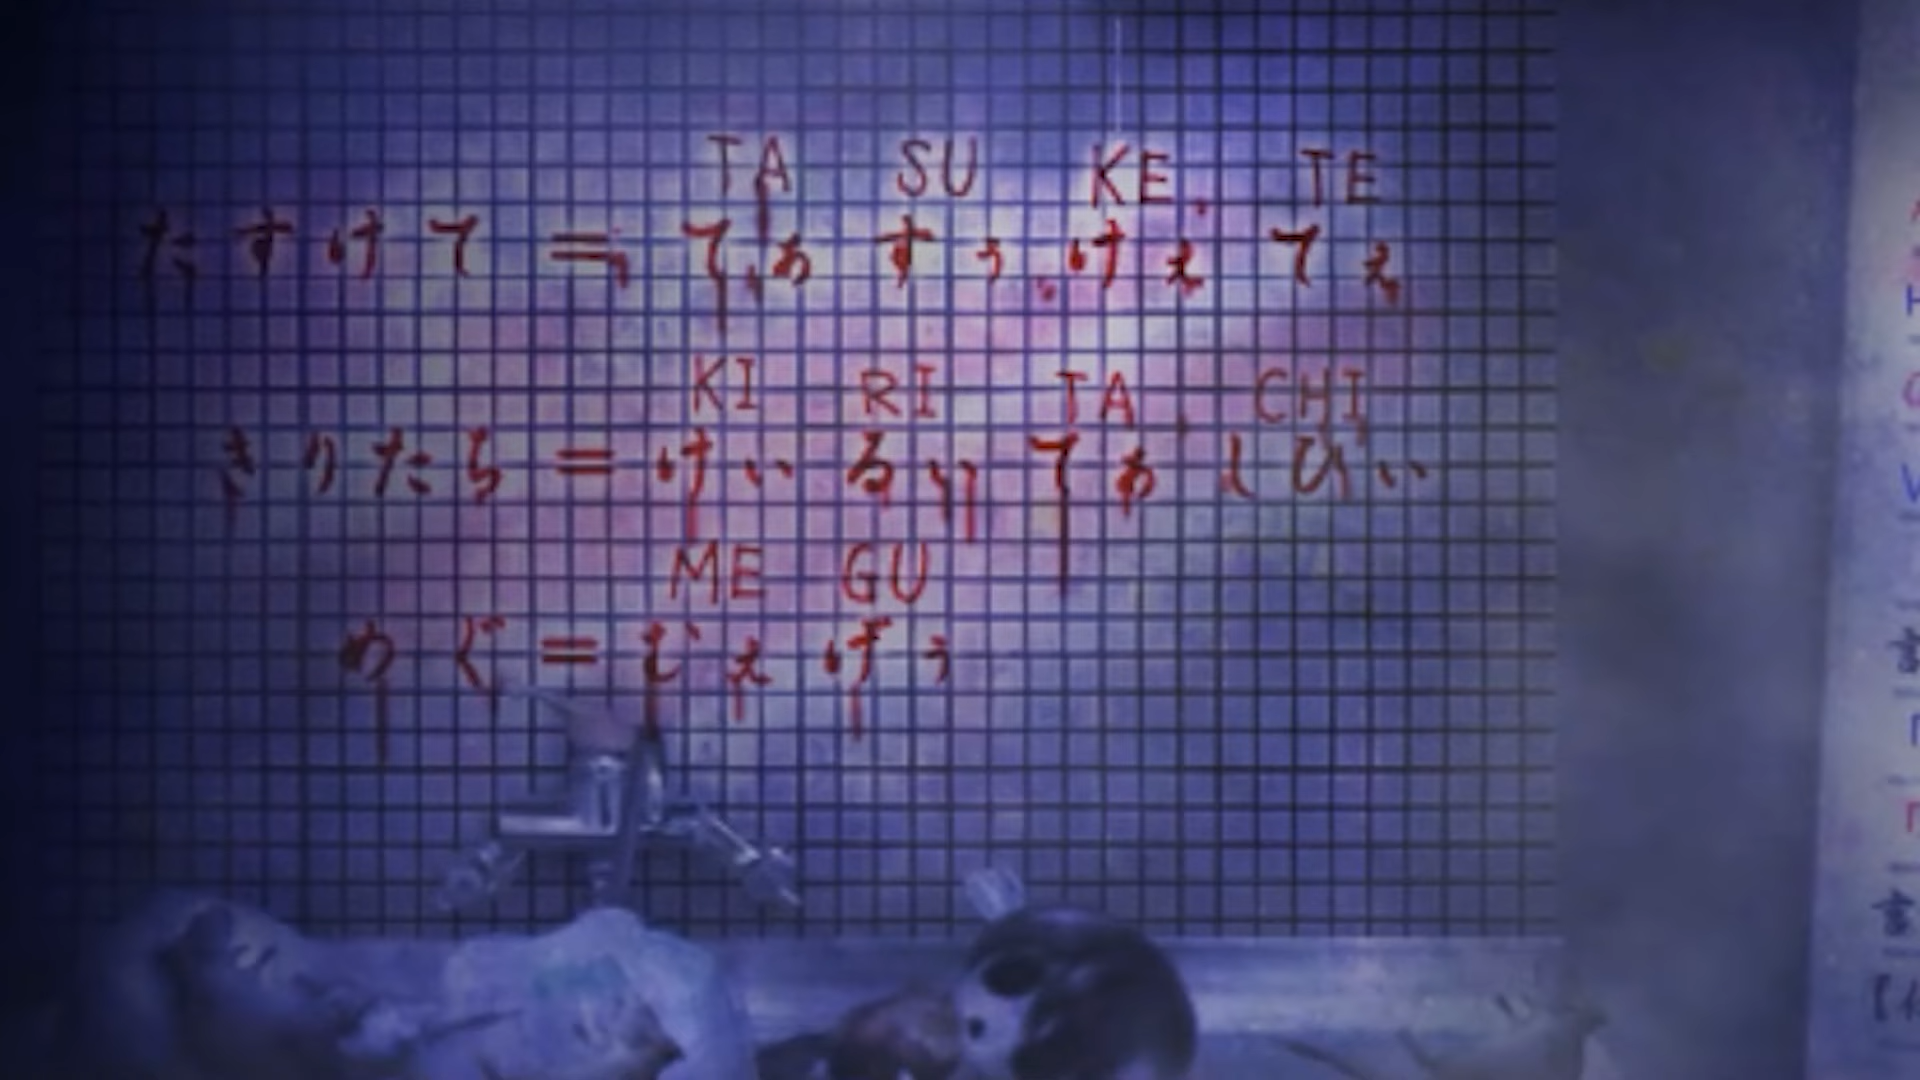 TA SU KE TE
たすけて = てぁ すぅ けぇ てぇ
KI RI TA CHI
きりたち = けぃ るぃ てぁ しひぃ
ME GU
めぐ = むぇ げぅ